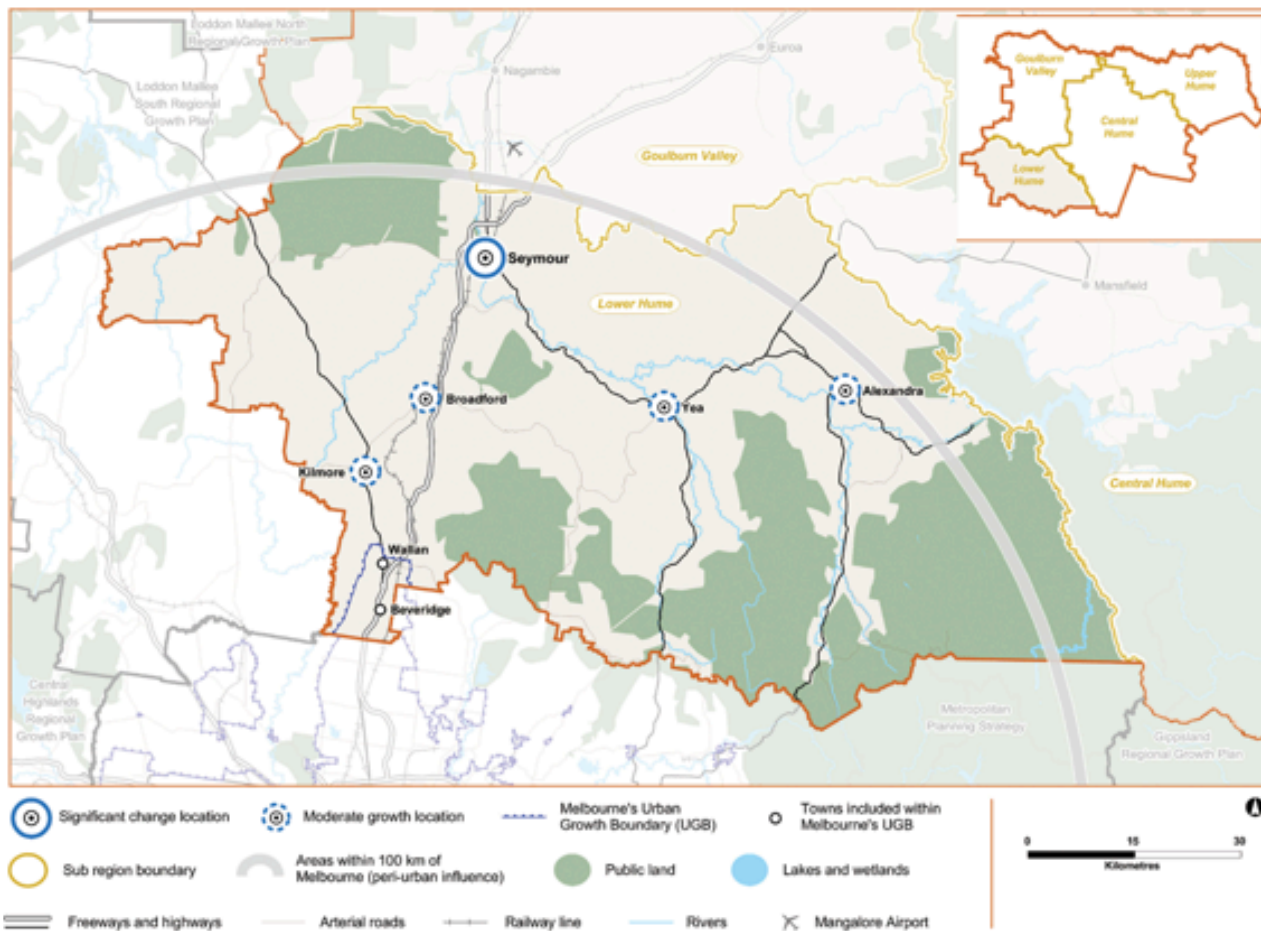 Loddon Mallee North
Regional Growth Plan
Euroa
Nagambie
Loddon Mallee
South Regional
Growth Plan
Goulburn
Valley
Upper
Hume
Central
Hume
Lower
Hume
Goulburn Valley
Seymour
Lower Hume
Mansfield
Broadford
Yea
Alexandra
Kilmore
Central Hume
Wallan
Beveridge
Central
Highlands
Regional
Growth Plan
Metropolitan
Planning Strategy
Gippsland
Regional Growth Plan
Significant change location
Moderate growth location
Melbourne's Urban
Growth Boundary (UGB)
Towns included within
Melbourne's UGB
Sub region boundary
Areas within 100 km of
Melbourne (peri-urban influence)
Public land
Lakes and wetlands
0 15 30
Kilometres
Freeways and highways
Arterial roads
Railway line
Rivers
Mangalore Airport